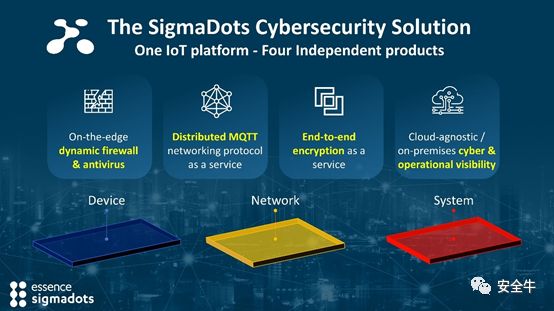 The SigmaDots Cybersecurity Solution
One IoT platform - Four Independent products
On-the-edge
dynamic firewall
& antivirus
Distributed MQTT
networking protocol
as a service
End-to-end
encryption as a
service
Cloud-agnostic /
on-premises cyber &
operational visibility
Device
Network
System
essence
sigmadots
安全牛